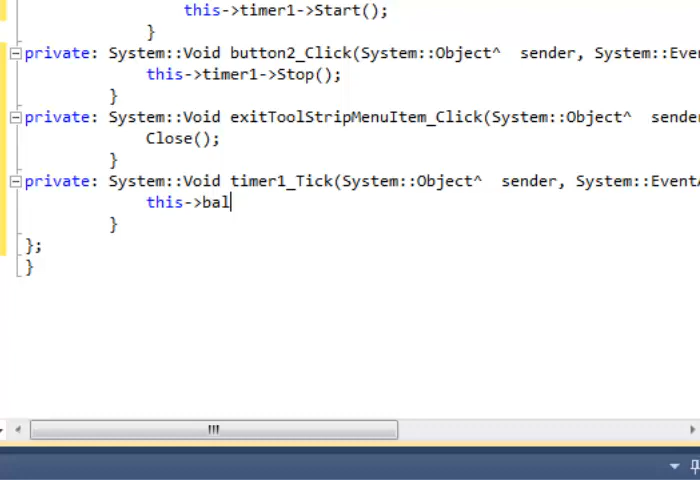 this->timer1->Start();
}
private: System::Void button2_Click(System::Object^  sender, System::Even
this->timer1->Stop();
}
private: System::Void exitToolStripMenuItem_Click(System::Object^  sende
Close();
}
private: System::Void timer1_Tick(System::Object^  sender, System::EventA
this->bal
}
};
}